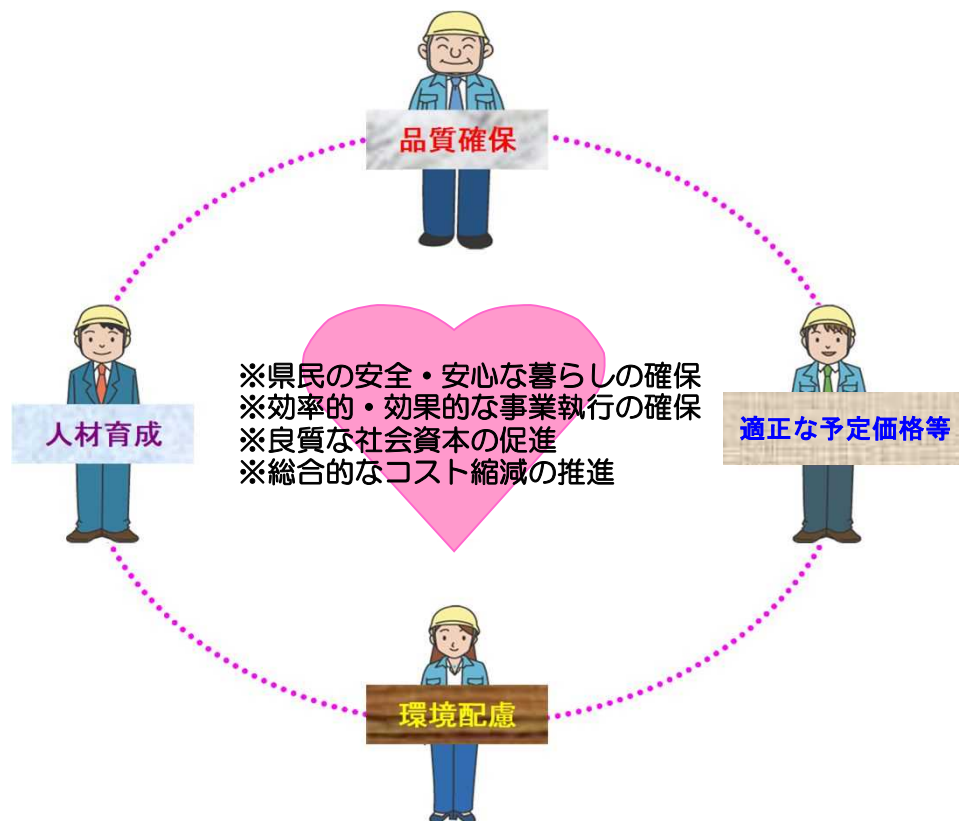 品質確保
※県民の安全・安心な暮らしの確保
※効率的・効果的な事業執行の確保
※良質な社会資本の促進
※総合的なコスト縮減の推進
人材育成
適正な予定価格等
環境配慮